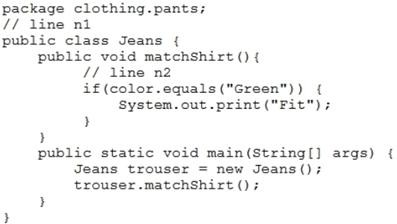 package clothing.pants;
// line n1
public class Jeans {
    public void matchShirt(){
        // line n2
        if(color.equals("Green")) {
            System.out.print("Fit");
        }
    }
    public static void main(String[] args) {
        Jeans trouser = new Jeans();
        trouser.matchShirt();
    }
}